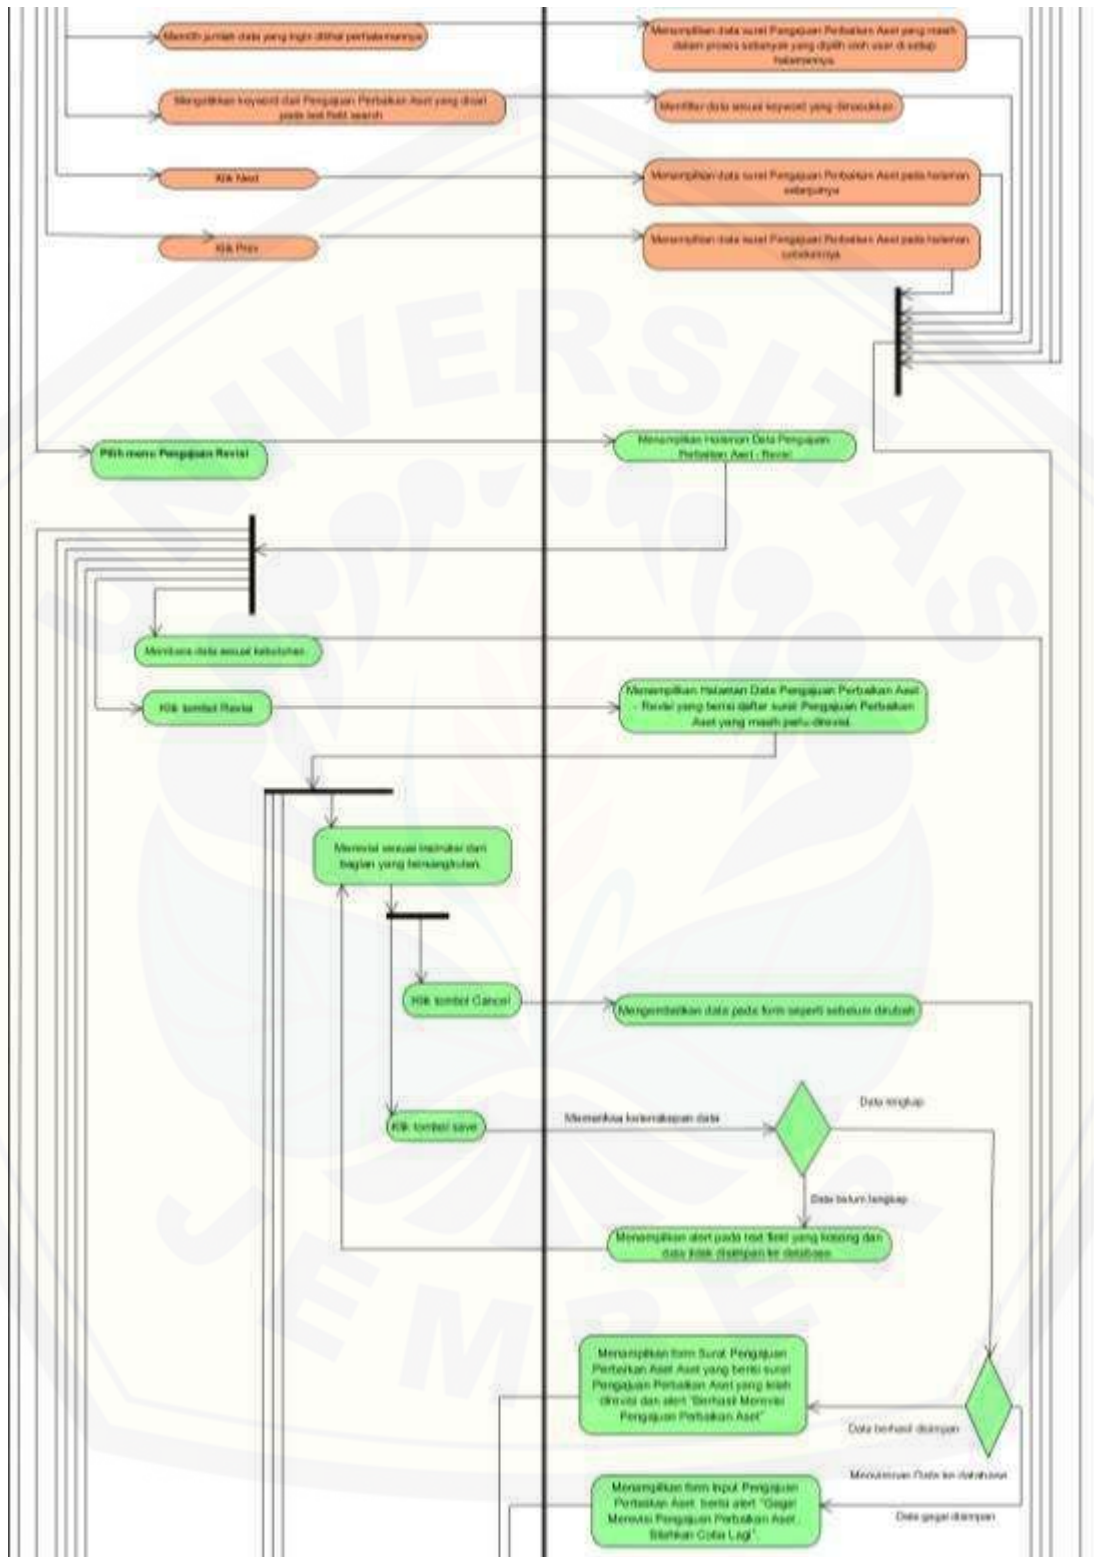 Memilih jumlah data yang ingin dilihat perhalamannya
Menampilkan data surat Pengajuan Perbaikan Aset yang masih
dalam proses sebanyak yang dipilih oleh user di setiap
halamannya
Mengetikkan keyword dari Pengajuan Perbaikan Aset yang dicari
pada text field search
Memfilter data sesuai keyword yang dimasukkan
Klik Next
Menampilkan data surat Pengajuan Perbaikan Aset pada halaman
selanjutnya
Klik Prev
Menampilkan data surat Pengajuan Perbaikan Aset pada halaman
sebelumnya
UNIVERSITAS
Pilih menu Pengajuan Revisi
Menampilkan Halaman Data Pengajuan
Perbaikan Aset - Revisi
Membaca data sesuai kebutuhan
Klik tombol Revisi
Menampilkan Halaman Data Pengajuan Perbaikan Aset
- Revisi yang berisi daftar surat Pengajuan Perbaikan
Aset yang masih perlu direvisi.
Merevisi sesuai instruksi dari
bagian yang bersangkutan.
Klik tombol Cancel
Mengembalikan data pada form seperti sebelum dirubah
Klik tombol save
Memeriksa kelengkapan data
Data lengkap
Data belum lengkap
Menampilkan alert pada text field yang kosong dan
data tidak disimpan ke database
JEMBER
Menampilkan form Surat Pengajuan
Perbaikan Aset Aset yang berisi surat
Pengajuan Perbaikan Aset yang telah
direvisi dan alert "Berhasil Merevisi
Pengajuan Perbaikan Aset"
Data berhasil disimpan
Menyimpan Data ke database
Menampilkan form Input Pengajuan
Perbaikan Aset berisi alert "Gagal
Merevisi Pengajuan Perbaikan Aset ,
Silahkan Coba Lagi".
Data gagal disimpan